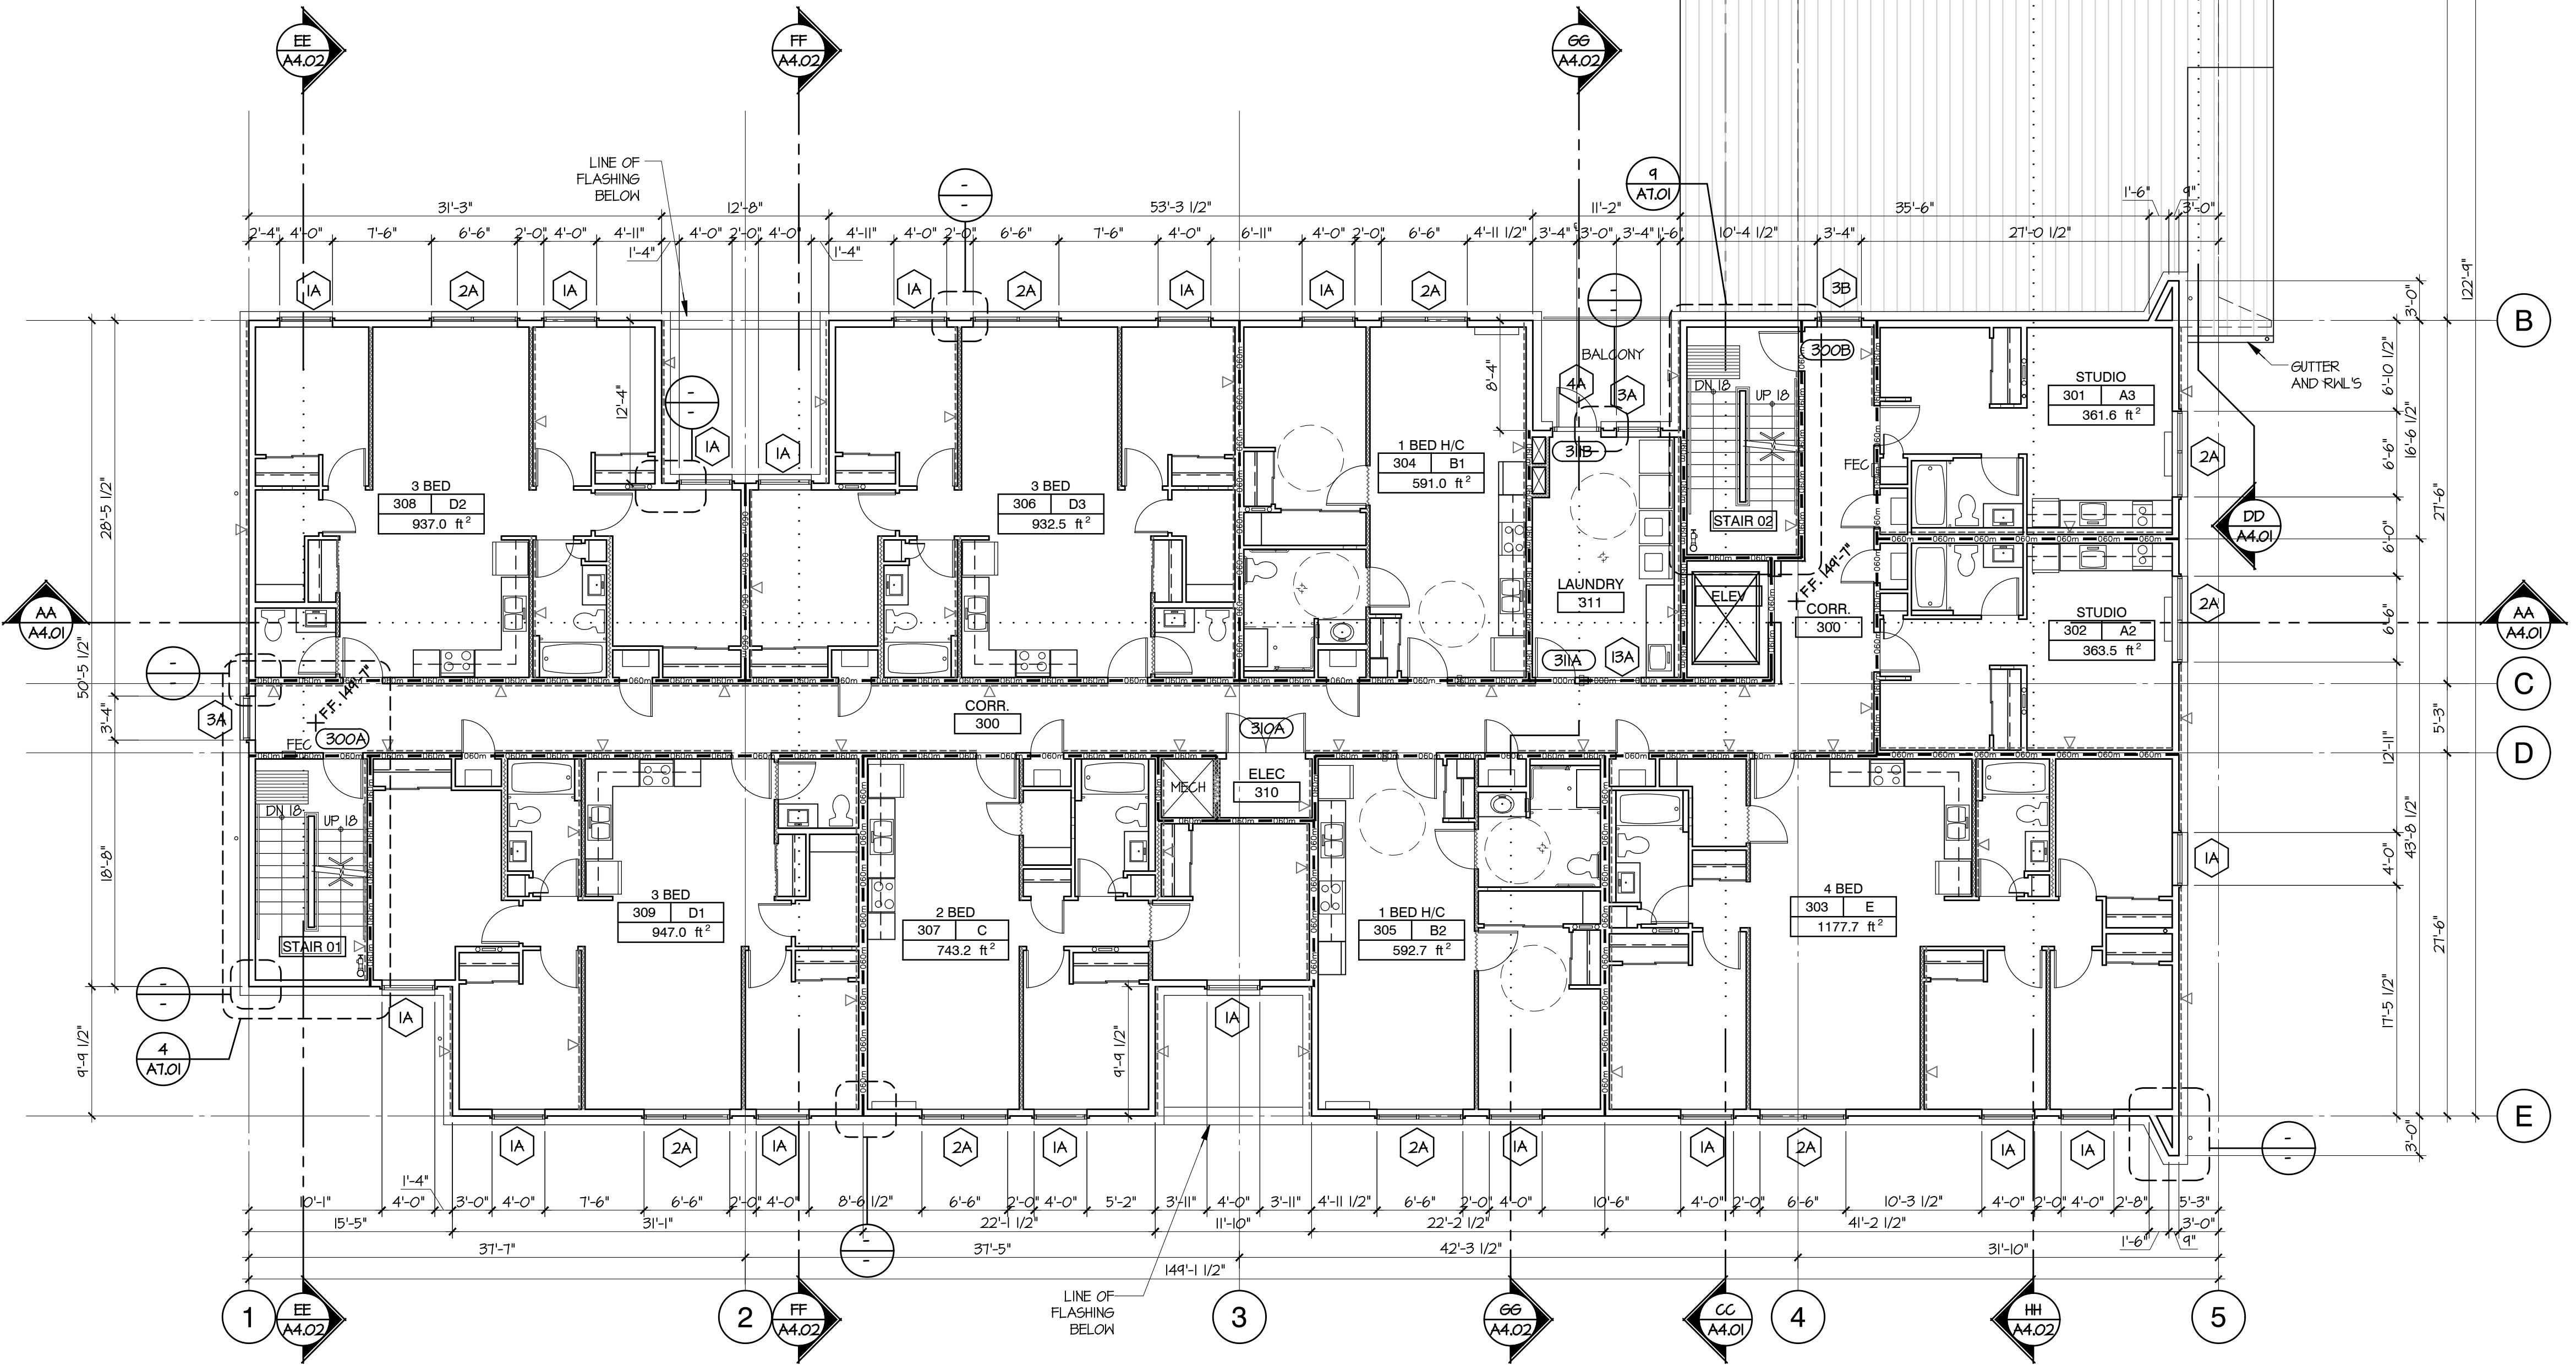 EE
A4.02
FF
A4.02
GG
A4.02
LINE OF
FLASHING
BELOW
-
-
9
A7.01
31'-3"
12'-8"
53'-3 1/2"
11'-2"
35'-6"
1'-6"
9"
3'-0"
2'-4"
4'-0"
7'-6"
6'-6"
2'-0"
4'-0"
4'-11"
1'-4"
4'-0"
2'-0"
4'-0"
1'-4"
4'-11"
4'-0"
2'-0"
6'-6"
7'-6"
4'-0"
6'-11"
4'-0"
2'-0"
6'-6"
4'-11 1/2"
3'-4"
3'-0"
3'-4"
1'-6"
10'-4 1/2"
3'-4"
27'-0 1/2"
1A
2A
1A
1A
2A
1A
1A
2A
-
-
3B
3'-0"
122'-9"
B
12'-4"
8'-4"
BALCONY
4A
3A
300B
GUTTER
AND RWL'S
DN 18
UP 18
-
-
1A
1A
311B
FEC
STUDIO
301 A3
361.6 ft2
2A
6'-10 1/2"
6'-6"
16'-6 1/2"
27'-6"
6'-0"
3 BED
308 D2
937.0 ft2
3 BED
306 D3
932.5 ft2
1 BED H/C
304 B1
591.0 ft2
STAIR 02
DD
A4.01
28'-5 1/2"
50'-5 1/2"
LAUNDRY
311
ELEV
F.F. 149'-7"
CORR.
300
STUDIO
302 A2
363.5 ft2
2A
6'-6"
AA
A4.01
AA
A4.01
311A
13A
-
-
F.F. 149'-7"
C
3A
3'-4"
FEC
300A
CORR.
300
310A
5'-3"
12'-11"
D
DN 18
UP 18
MECH
ELEC
310
18'-8"
STAIR 01
3 BED
309 D1
947.0 ft2
2 BED
307 C
743.2 ft2
1 BED H/C
305 B2
592.7 ft2
4 BED
303 E
1177.7 ft2
1A
4'-0"
43'-8 1/2"
27'-6"
17'-5 1/2"
-
-
1A
1A
4
A7.01
9'-9 1/2"
9'-9 1/2"
E
3'-0"
1A
2A
1A
2A
1A
2A
1A
1A
2A
1A
1A
-
-
1'-4"
10'-1"
4'-0"
3'-0"
4'-0"
7'-6"
6'-6"
2'-0"
4'-0"
8'-6 1/2"
6'-6"
2'-0"
4'-0"
5'-2"
3'-11"
4'-0"
3'-11"
4'-11 1/2"
6'-6"
2'-0"
4'-0"
10'-6"
4'-0"
2'-0"
6'-6"
10'-3 1/2"
4'-0"
2'-0"
4'-0"
2'-8"
5'-3"
15'-5"
31'-1"
22'-1 1/2"
11'-10"
22'-2 1/2"
41'-2 1/2"
3'-0"
1'-6"
9"
-
-
37'-7"
37'-5"
42'-3 1/2"
31'-10"
149'-1 1/2"
LINE OF
FLASHING
BELOW
1
EE
A4.02
2
FF
A4.02
3
GG
A4.02
CC
A4.01
4
HH
A4.02
5